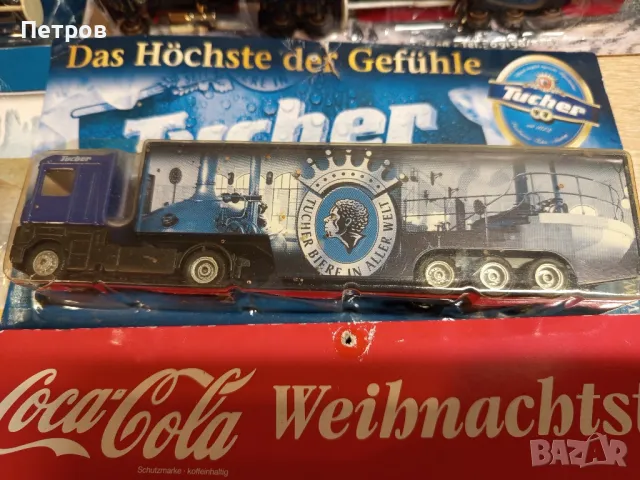 Петров
Das Höchste der Gefühle
Tucher
Tucher
Tucher
TUCHER BIERE IN ALLER WELT
Coca-Cola Weihnachtst
Schutzmarke · koffeinhaltig
BAZAR